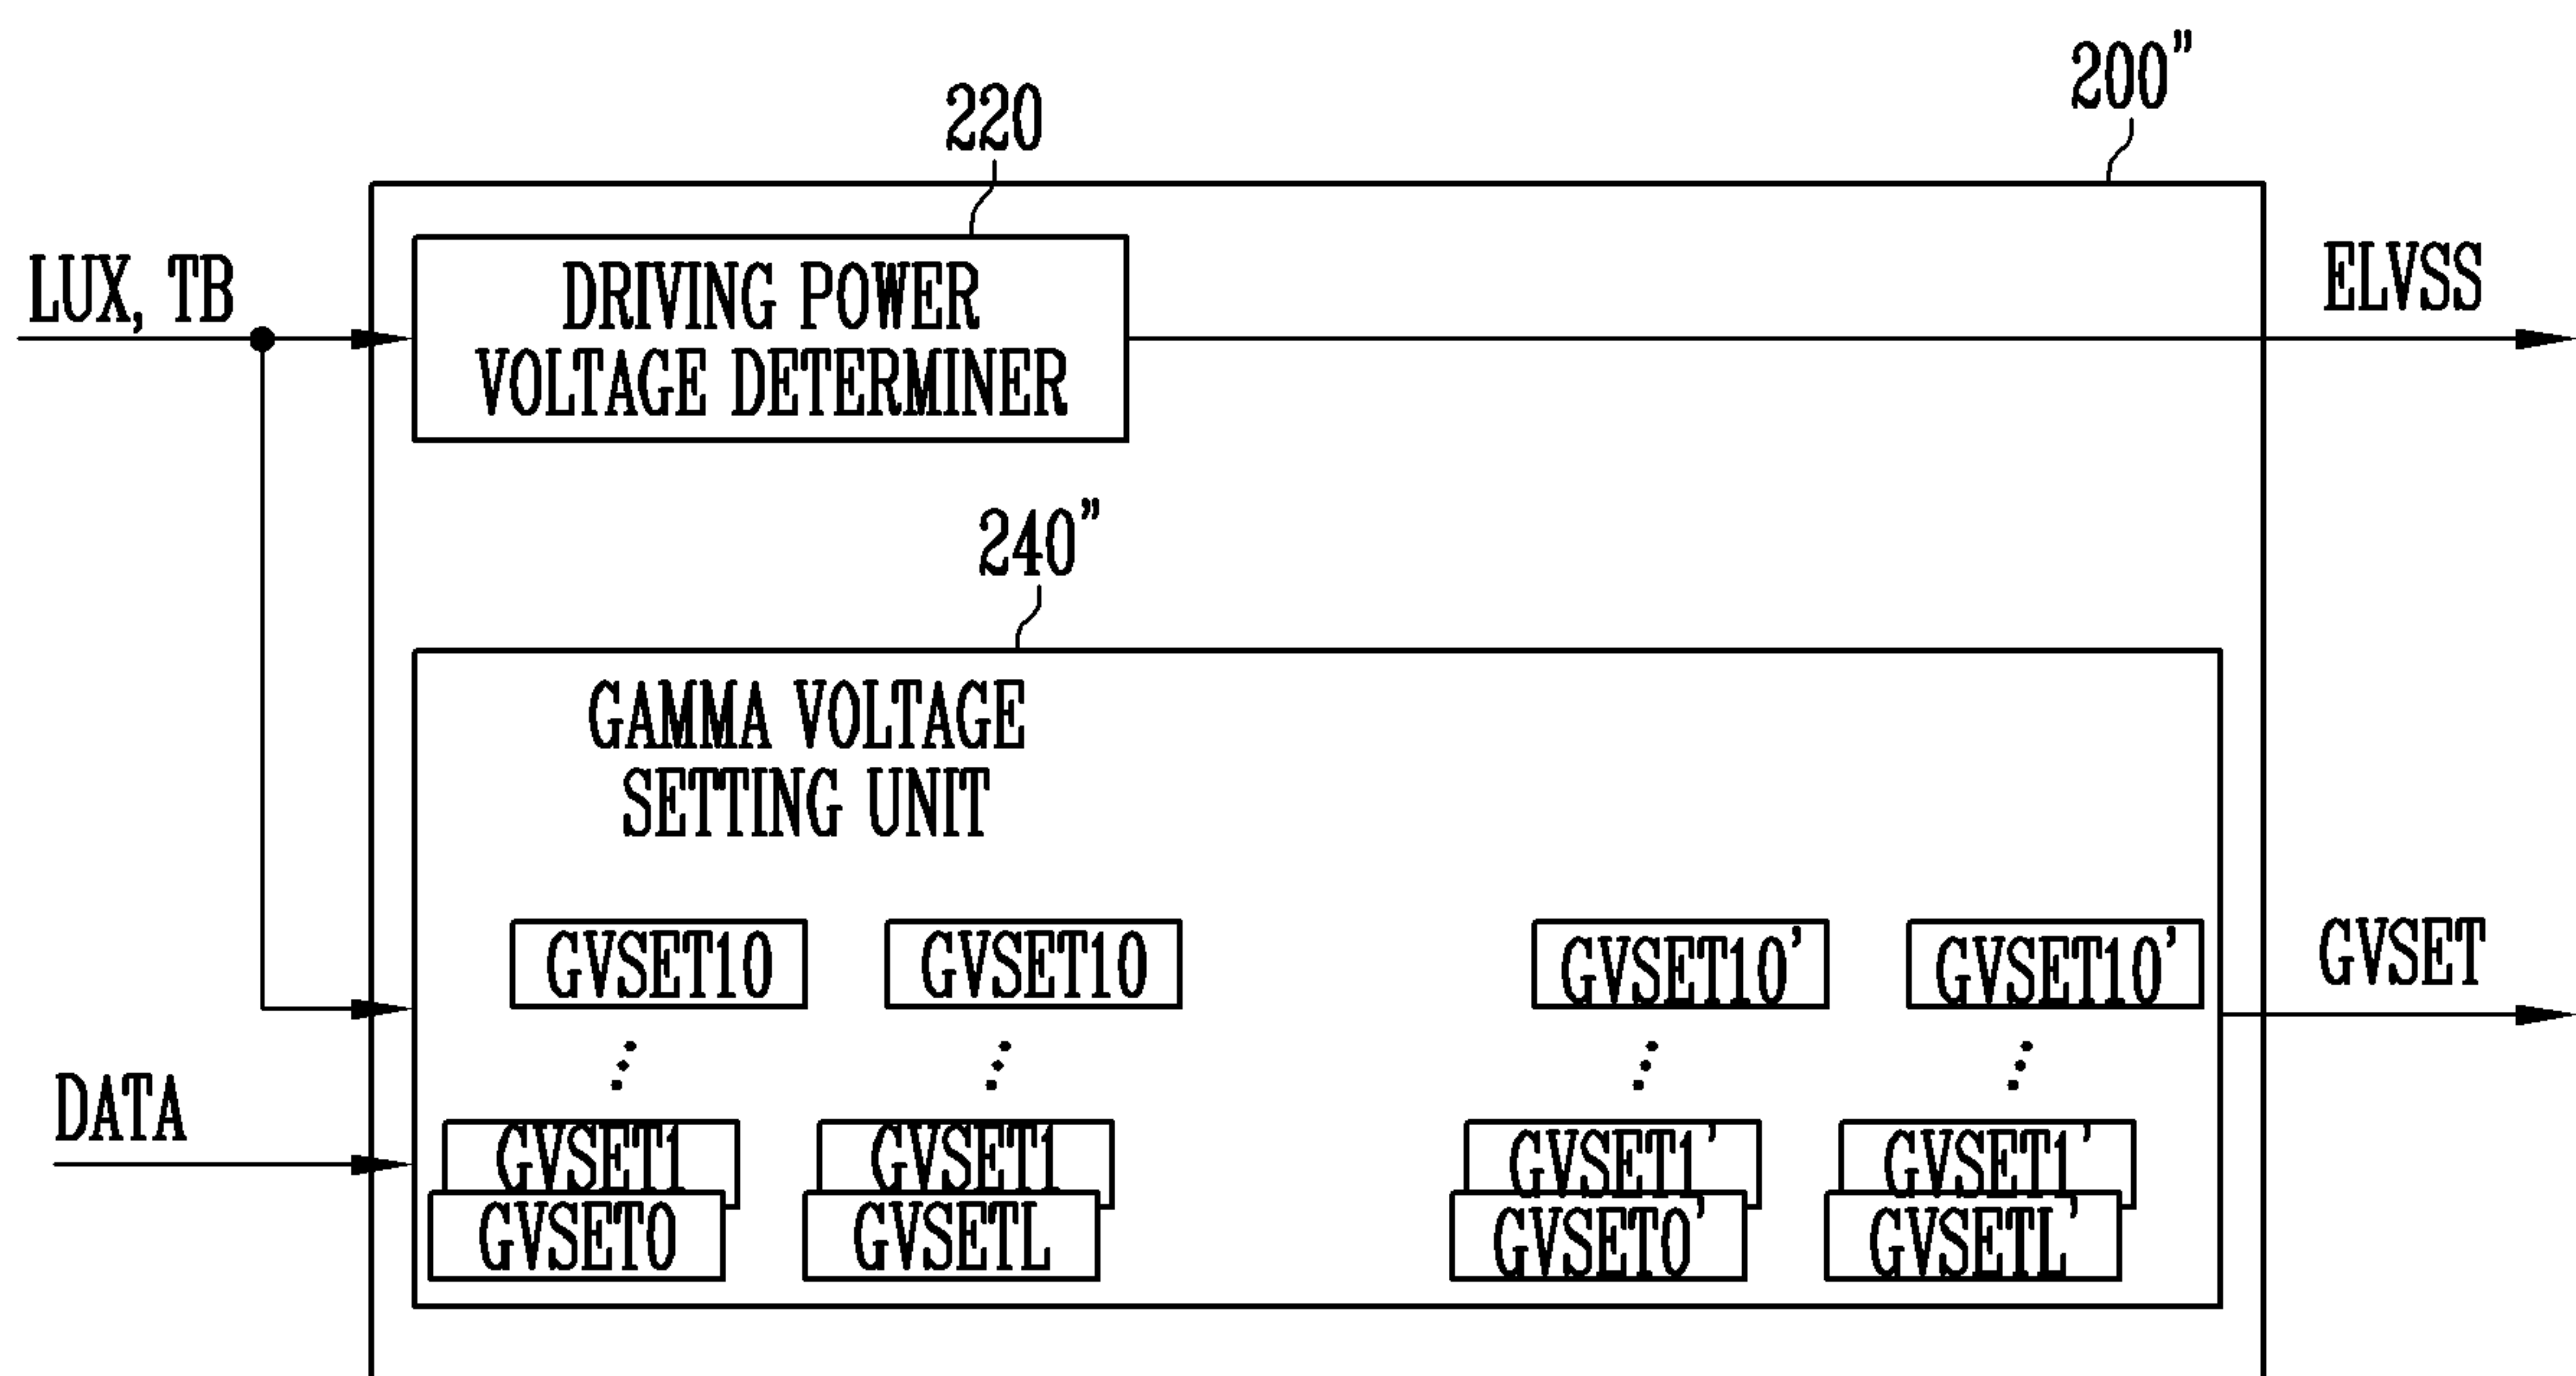 200"
220
LUX, TB
DRIVING POWER
VOLTAGE DETERMINER
ELVSS
240"
GAMMA VOLTAGE
SETTING UNIT
GVSET10 GVSET10 GVSET10' GVSET10'
GVSET
DATA
GVSET1 GVSET1 GVSET1' GVSET1'
GVSET0 GVSETL GVSET0' GVSETL'